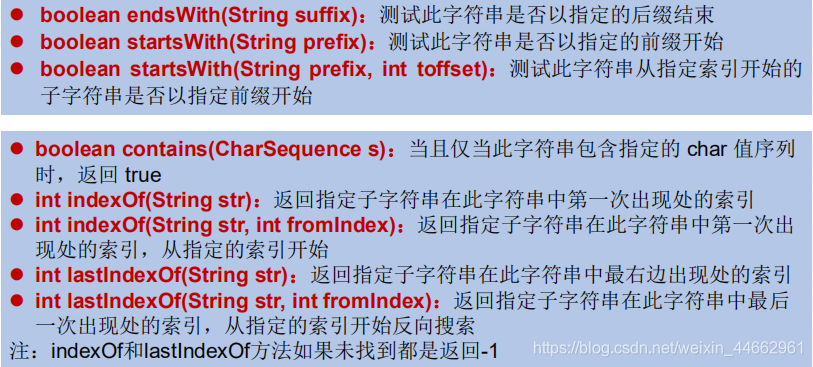 ● boolean endsWith(String suffix)：测试此字符串是否以指定的后缀结束
● boolean startsWith(String prefix)：测试此字符串是否以指定的前缀开始
● boolean startsWith(String prefix, int toffset)：测试此字符串从指定索引开始的
子字符串是否以指定前缀开始
● boolean contains(CharSequence s)：当且仅当此字符串包含指定的 char 值序列
时，返回 true
● int indexOf(String str)：返回指定子字符串在此字符串中第一次出现处的索引
● int indexOf(String str, int fromIndex)：返回指定子字符串在此字符串中第一次出
现处的索引，从指定的索引开始
● int lastIndexOf(String str)：返回指定子字符串在此字符串中最右边出现处的索引
● int lastIndexOf(String str, int fromIndex)：返回指定子字符串在此字符串中最后
一次出现处的索引，从指定的索引开始反向搜索
注：indexOf和lastIndexOf方法如果未找到都是返回-1
https://blog.csdn.net/weixin_44662961